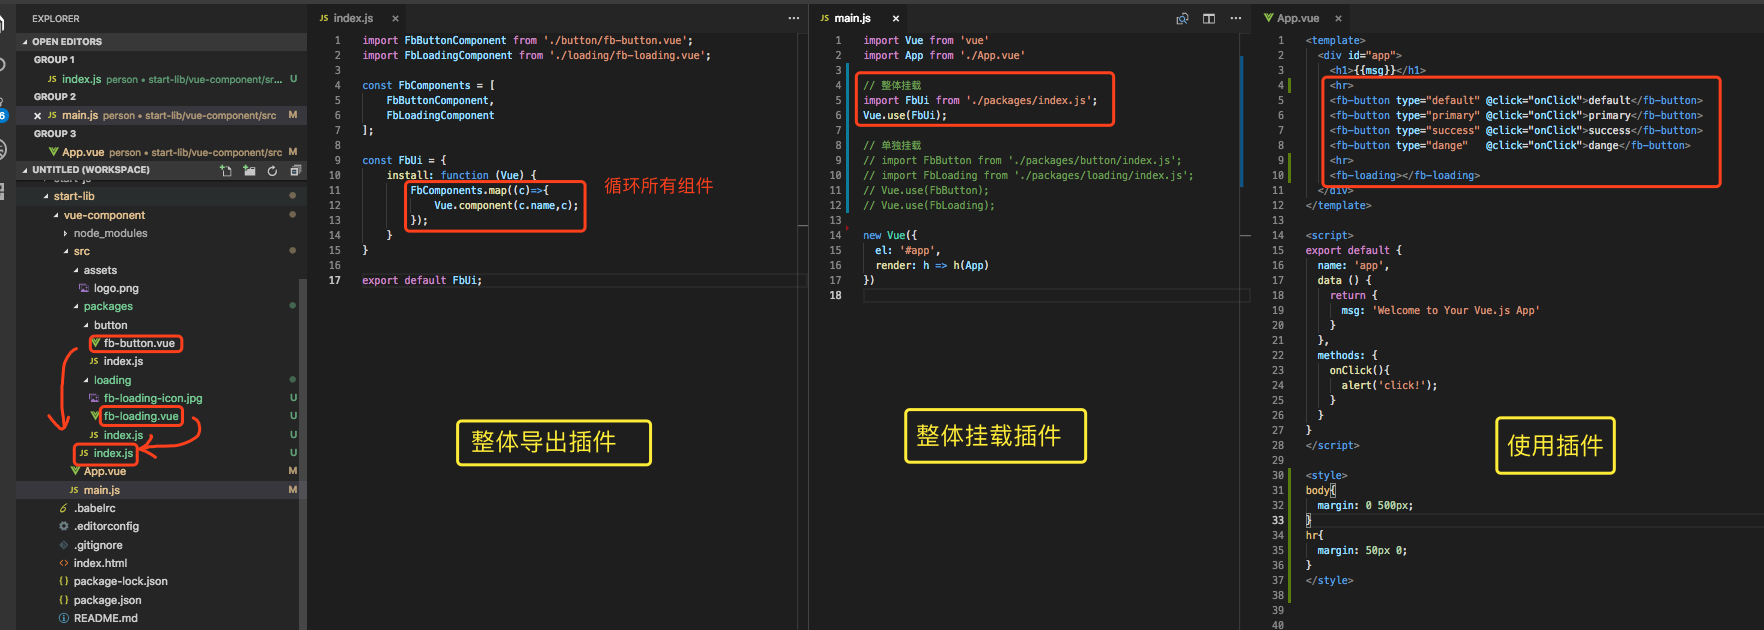 EXPLORER
OPEN EDITORS
GROUP 1
JS index.js person • start-lib/vue-component/sr... U
GROUP 2
JS main.js person • start-lib/vue-component/src M
GROUP 3
App.vue person • start-lib/vue-component/src M
UNTITLED (WORKSPACE)
start-lib
vue-component
node_modules
src
assets
logo.png
packages
button
fb-button.vue
JS index.js
loading
fb-loading-icon.jpg U
fb-loading.vue U
JS index.js U
JS index.js U
App.vue M
JS main.js M
.babelrc
.editorconfig
.gitignore
index.html
package-lock.json
package.json
README.md
JS index.js
1 import FbButtonComponent from './button/fb-button.vue';
2 import FbLoadingComponent from './loading/fb-loading.vue';
3
4 const FbComponents = [
5 FbButtonComponent,
6 FbLoadingComponent
7 ];
8
9 const FbUi = {
10 install: function (Vue) {
11 FbComponents.map((c)=>{
12 Vue.component(c.name,c);
13 });
14 }
15 }
16
17 export default FbUi;
循环所有组件
整体导出插件
JS main.js
1 import Vue from 'vue'
2 import App from './App.vue'
3
4 // 整体挂载
5 import FbUi from './packages/index.js';
6 Vue.use(FbUi);
7
8 // 单独挂载
9 // import FbButton from './packages/button/index.js';
10 // import FbLoading from './packages/loading/index.js';
11 // Vue.use(FbButton);
12 // Vue.use(FbLoading);
13
14 new Vue({
15 el: '#app',
16 render: h => h(App)
17 })
18
整体挂载插件
App.vue
1 <template>
2 <div id="app">
3 <h1>{{msg}}</h1>
4 <hr>
5 <fb-button type="default" @click="onClick">default</fb-button>
6 <fb-button type="primary" @click="onClick">primary</fb-button>
7 <fb-button type="success" @click="onClick">success</fb-button>
8 <fb-button type="dange" @click="onClick">dange</fb-button>
9 <hr>
10 <fb-loading></fb-loading>
11 </div>
12 </template>
13
14 <script>
15 export default {
16 name: 'app',
17 data () {
18 return {
19 msg: 'Welcome to Your Vue.js App'
20 }
21 },
22 methods: {
23 onClick(){
24 alert('click!');
25 }
26 }
27 }
28 </script>
29
30 <style>
31 body{
32 margin: 0 500px;
33 }
34 hr{
35 margin: 50px 0;
36 }
37 </style>
38
39
40
使用插件